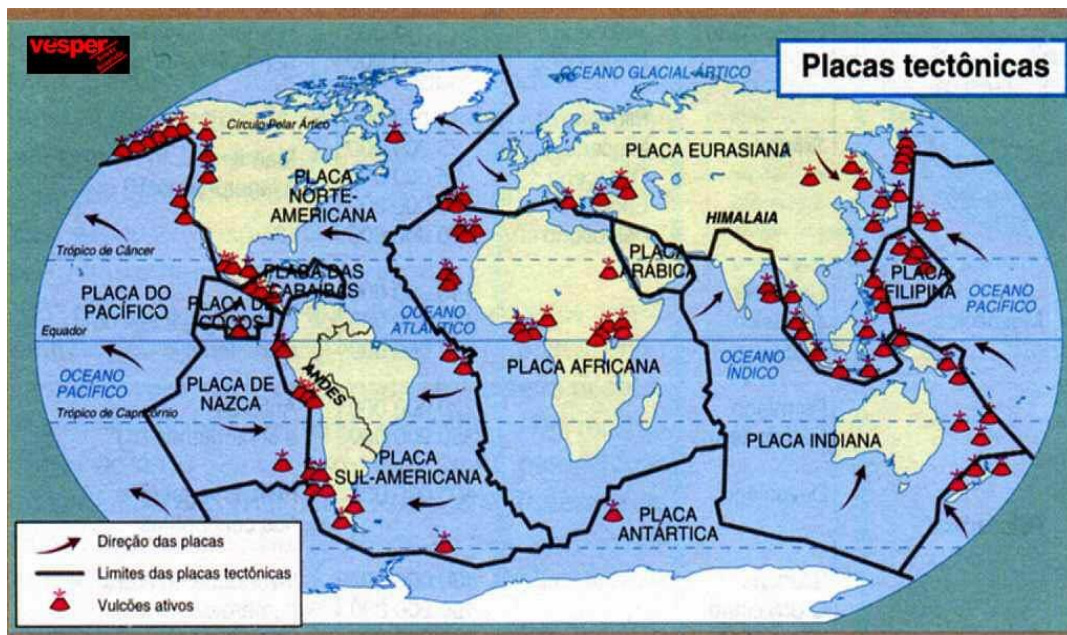 vesper
Placas tectônicas
OCEANO GLACIAL ÁRTICO
Círculo Polar Ártico
PLACA EURASIANA
PLACA
NORTE-
AMERICANA
HIMALAIA
Trópico de Câncer
PLACA DAS
CARAÍBAS
PLACA
ARÁBICA
PLACA
FILIPINA
PLACA DO
PACÍFICO
PLACA DE
COCOS
OCEANO
ATLÂNTICO
OCEANO
PACÍFICO
Equador
PLACA AFRICANA
OCEANO
ÍNDICO
OCEANO
PACÍFICO
PLACA DE
NAZCA
ANDES
Trópico de Capricórnio
PLACA INDIANA
PLACA
SUL-AMERICANA
PLACA
ANTÁRTICA
Direção das placas
Limites das placas tectônicas
Vulcões ativos